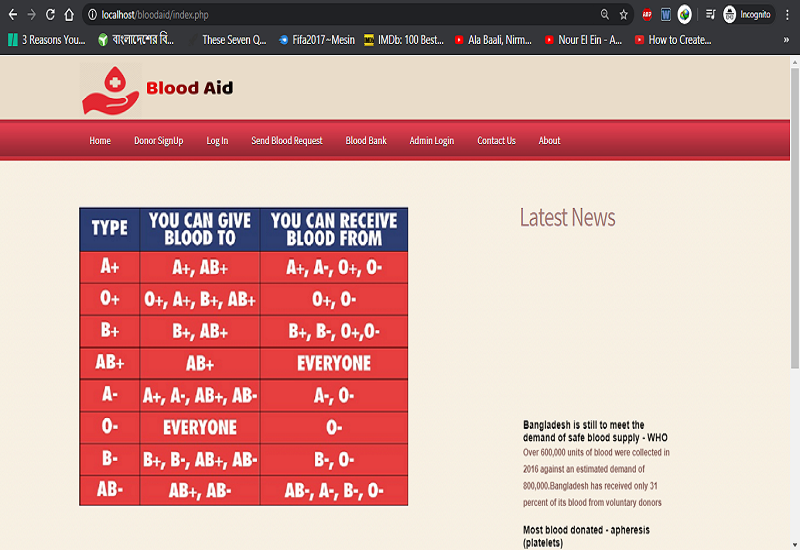 localhost/bloodaid/index.php
ABP
Incognito
3 Reasons You...
বাংলাদেশের বি...
These Seven Q...
Fifa2017~Mesin
IMDb: 100 Best...
Ala Baali, Nirm...
Nour El Ein - A...
How to Create...
»
Blood Aid
Home Donor SignUp Log In Send Blood Request Blood Bank Admin Login Contact Us About
TYPE YOU CAN GIVE BLOOD TO YOU CAN RECEIVE BLOOD FROM
A+ A+, AB+ A+, A-, O+, O-
O+ O+, A+, B+, AB+ O+, O-
B+ B+, AB+ B+, B-, O+,O-
AB+ AB+ EVERYONE
A- A+, A-, AB+, AB- A-, O-
O- EVERYONE O-
B- B+, B-, AB+, AB- B-, O-
AB- AB+, AB- AB-, A-, B-, O-
Latest News
Bangladesh is still to meet the
demand of safe blood supply - WHO
Over 600,000 units of blood were collected in
2016 against an estimated demand of
800,000.Bangladesh has received only 31
percent of its blood from voluntary donors
Most blood donated - apheresis
(platelets)